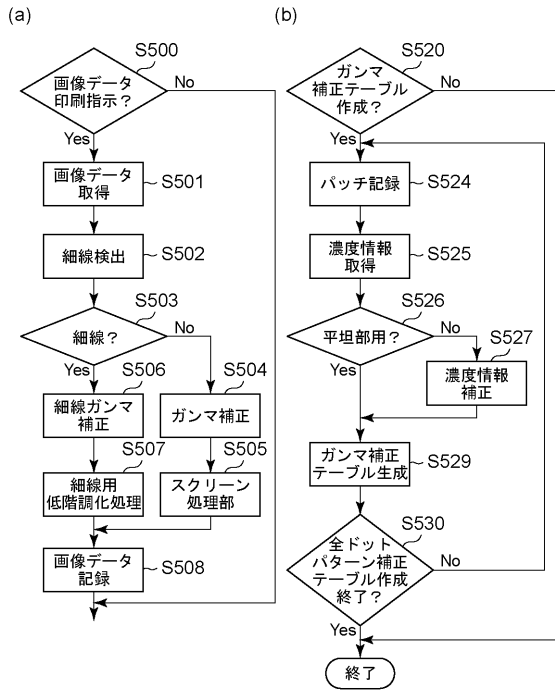 (a)
S500
画像データ
印刷指示？
No
Yes
画像データ
取得
S501
細線検出
S502
S503
細線？
No
Yes
S506
S504
細線ガンマ
補正
ガンマ補正
S507
S505
細線用
低階調化処理
スクリーン
処理部
画像データ
記録
S508
(b)
S520
ガンマ
補正テーブル
作成？
No
Yes
パッチ記録
S524
濃度情報
取得
S525
S526
平坦部用？
No
S527
Yes
濃度情報
補正
ガンマ補正
テーブル生成
S529
S530
全ドット
パターン補正
テーブル作成
終了？
No
Yes
終了